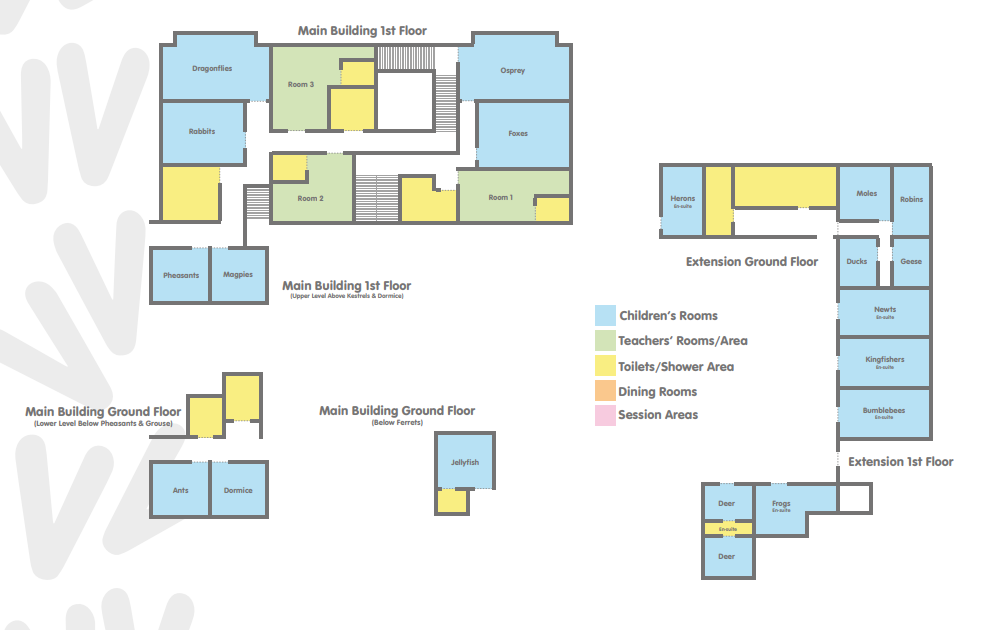 Main Building 1st Floor
Dragonflies
Room 3
Osprey
Rabbits
Foxes
Room 2
Room 1
Pheasants
Magpies
Main Building 1st Floor
(Upper Level Above Kestrels & Dormice)
Herons
En-suite
Moles
Robins
Extension Ground Floor
Ducks
Geese
Newts
En-suite
Kingfishers
En-suite
Bumblebees
En-suite
Children's Rooms
Teachers' Rooms/Area
Toilets/Shower Area
Dining Rooms
Session Areas
Main Building Ground Floor
(Lower Level Below Pheasants & Grouse)
Ants
Dormice
Main Building Ground Floor
(Below Ferrets)
Jellyfish
Extension 1st Floor
Deer
Frogs
En-suite
En-suite
Deer